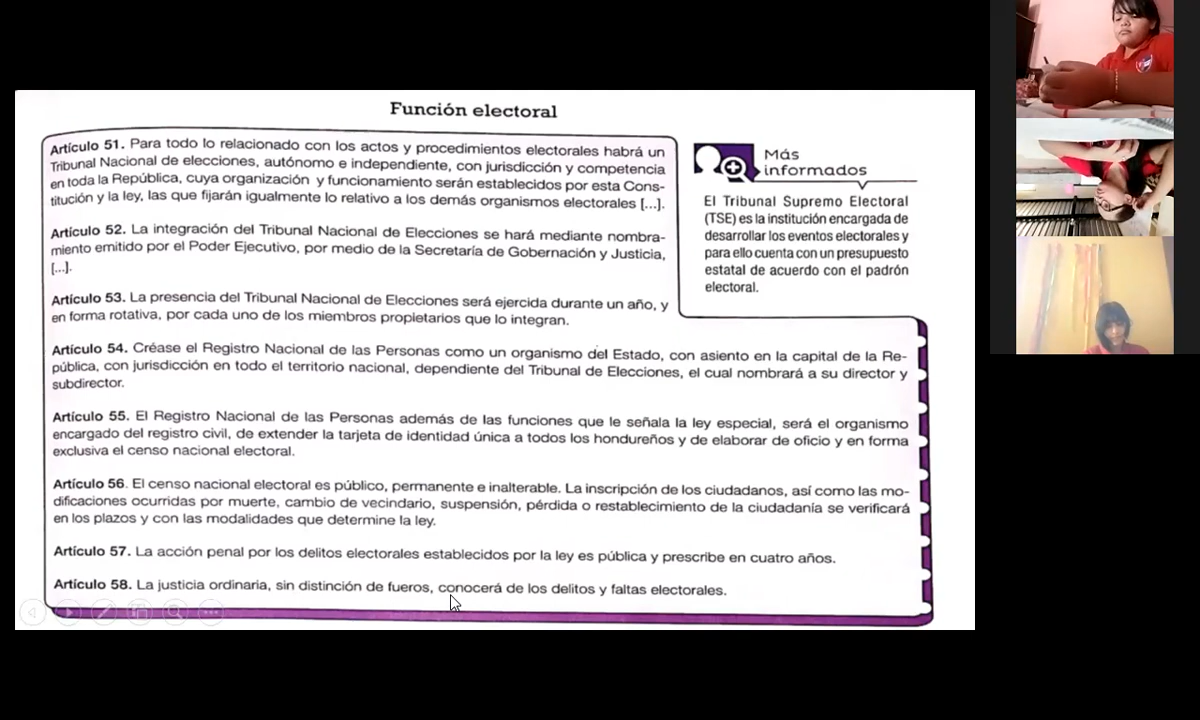 Función electoral
Artículo 51. Para todo lo relacionado con los actos y procedimientos electorales habrá un
Tribunal Nacional de elecciones, autónomo e independiente, con jurisdicción y competencia
en toda la República, cuya organización y funcionamiento serán establecidos por esta Cons-
titución y la ley, las que fijarán igualmente lo relativo a los demás organismos electorales [...].
Artículo 52. La integración del Tribunal Nacional de Elecciones se hará mediante nombra-
miento emitido por el Poder Ejecutivo, por medio de la Secretaría de Gobernación y Justicia,
[...].
Artículo 53. La presencia del Tribunal Nacional de Elecciones será ejercida durante un año, y
en forma rotativa, por cada uno de los miembros propietarios que lo integran.
Artículo 54. Créase el Registro Nacional de las Personas como un organismo del Estado, con asiento en la capital de la Re-
pública, con jurisdicción en todo el territorio nacional, dependiente del Tribunal de Elecciones, el cual nombrará a su director y
subdirector.
Artículo 55. El Registro Nacional de las Personas además de las funciones que le señala la ley especial, será el organismo
encargado del registro civil, de extender la tarjeta de identidad única a todos los hondureños y de elaborar de oficio y en forma
exclusiva el censo nacional electoral.
Artículo 56. El censo nacional electoral es público, permanente e inalterable. La inscripción de los ciudadanos, así como las mo-
dificaciones ocurridas por muerte, cambio de vecindario, suspensión, pérdida o restablecimiento de la ciudadanía se verificará
en los plazos y con las modalidades que determine la ley.
Artículo 57. La acción penal por los delitos electorales establecidos por la ley es pública y prescribe en cuatro años.
Artículo 58. La justicia ordinaria, sin distinción de fueros, conocerá de los delitos y faltas electorales.
Más
informados
El Tribunal Supremo Electoral
(TSE) es la institución encargada de
desarrollar los eventos electorales y
para ello cuenta con un presupuesto
estatal de acuerdo con el padrón
electoral.